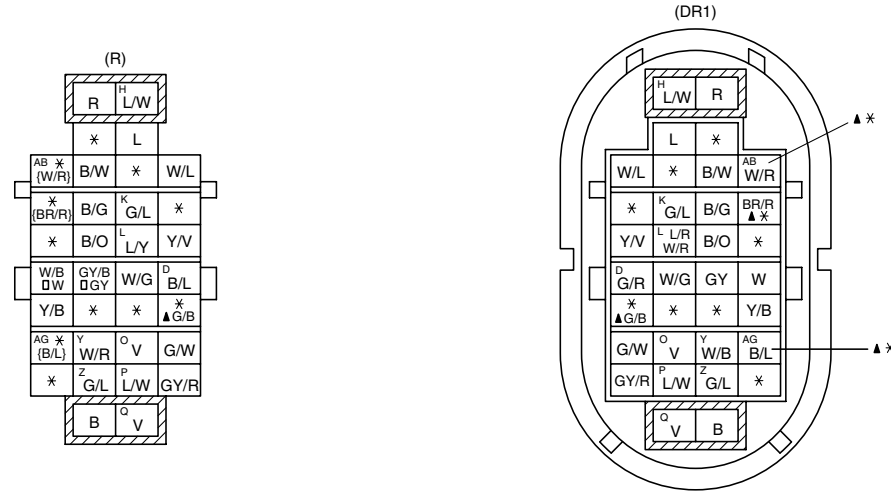 (R)
R H L/W
* L
AB * {W/R} B/W * W/L
* {BR/R} B/G K G/L *
* B/O L L/Y Y/V
W/B ▯W GY/B ▯GY W/G D B/L
Y/B * * * ▲G/B
AG * {B/L} Y W/R O V G/W
* Z G/L P L/W GY/R
B Q V
(DR1)
H L/W R
L *
W/L * B/W AB W/R ▲ *
* K G/L B/G BR/R ▲ *
Y/V L L/R W/R B/O *
D G/R W/G GY W
* ▲G/B * * Y/B
G/W O V Y W/B AG B/L ▲ *
GY/R P L/W Z G/L *
Q V B